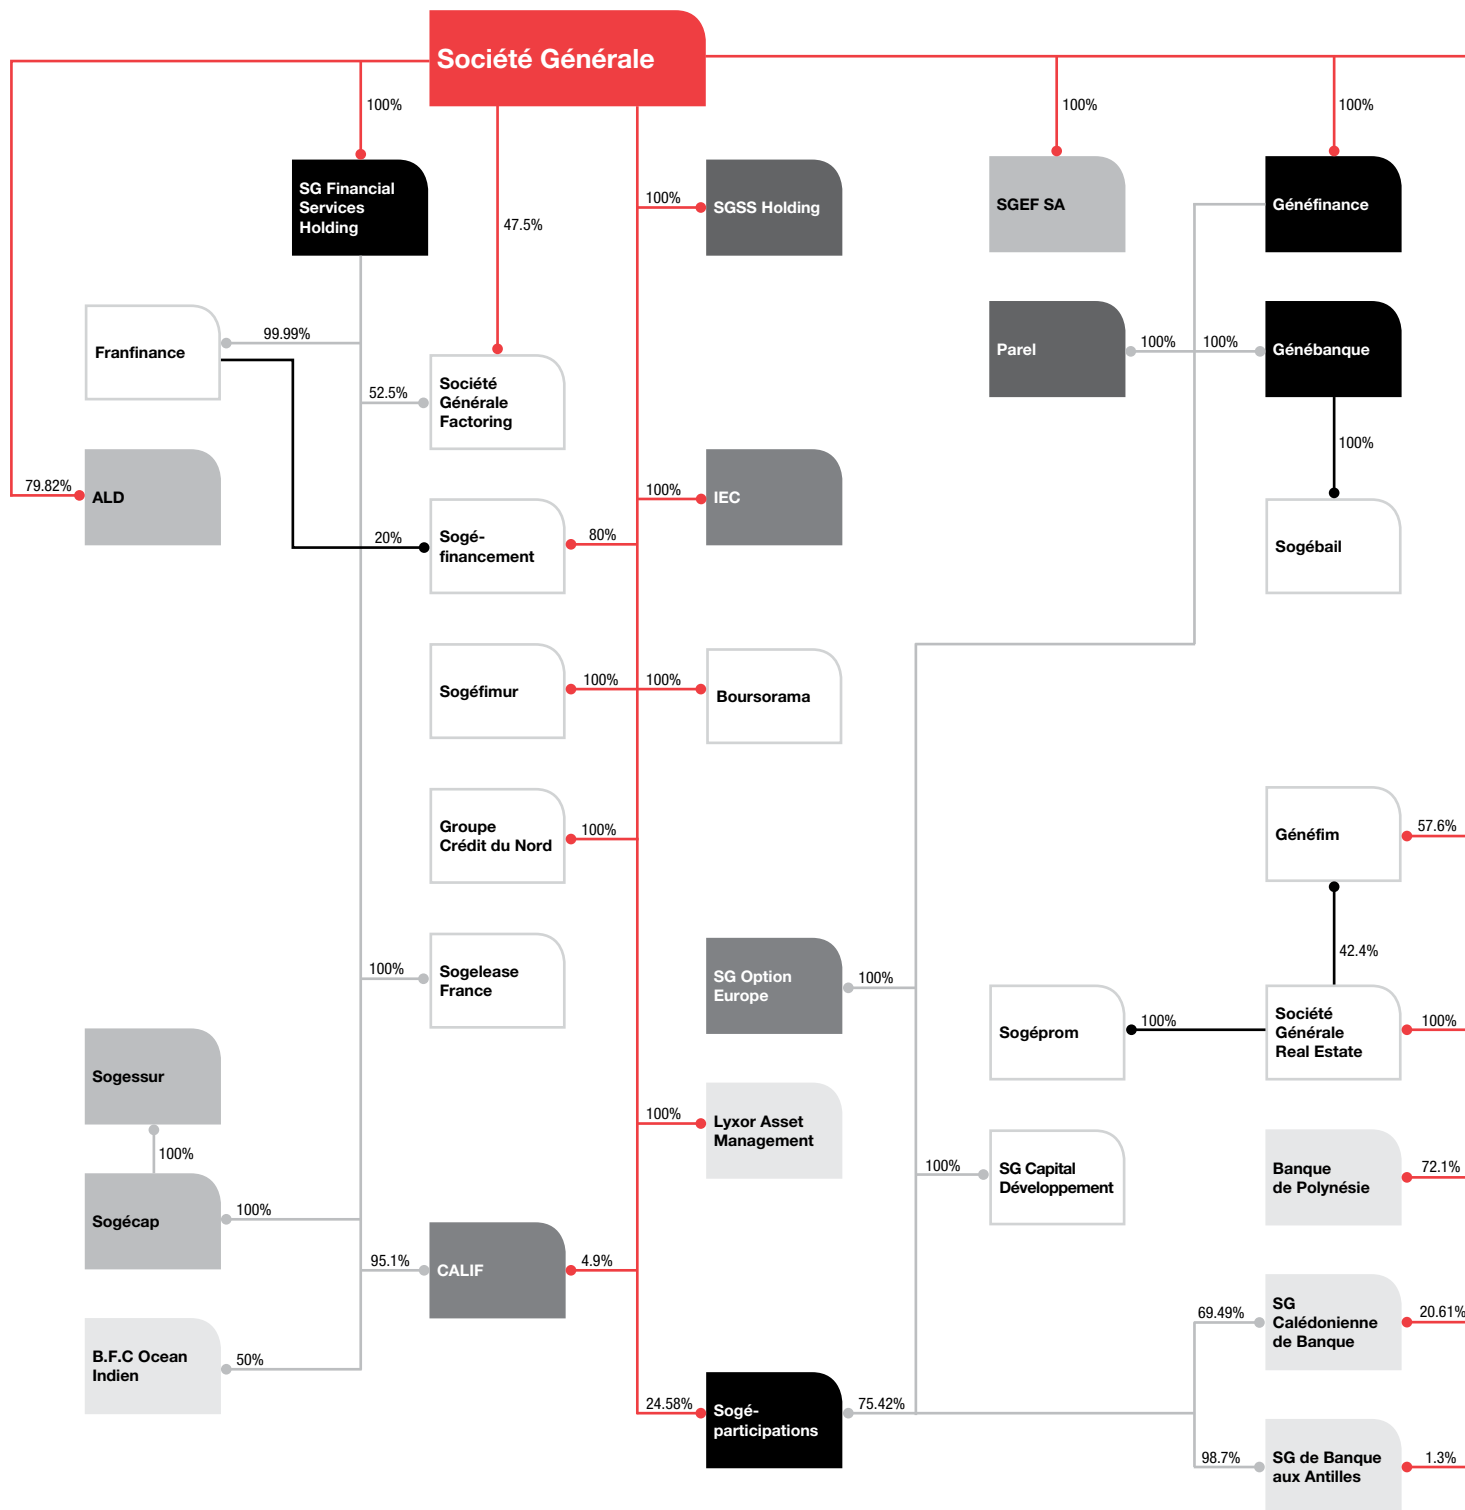 Société Générale
100%
100%
100%
SG Financial
Services
Holding
47.5%
100%
SGSS Holding
SGEF SA
Généfinance
Franfinance
99.99%
52.5%
Société
Générale
Factoring
Parel
100%
100%
Génébanque
100%
79.82%
ALD
20%
Sogé-
financement
80%
100%
IEC
Sogébail
Sogéfimur
100%
100%
Boursorama
Groupe
Crédit du Nord
100%
Généfim
57.6%
42.4%
100%
Sogelease
France
SG Option
Europe
100%
Sogéprom
100%
Société
Générale
Real Estate
100%
Sogessur
100%
Sogécap
100%
100%
Lyxor Asset
Management
100%
SG Capital
Développement
Banque
de Polynésie
72.1%
95.1%
CALIF
4.9%
B.F.C Ocean
Indien
50%
69.49%
SG
Calédonienne
de Banque
20.61%
24.58%
Sogé-
participations
75.42%
98.7%
SG de Banque
aux Antilles
1.3%